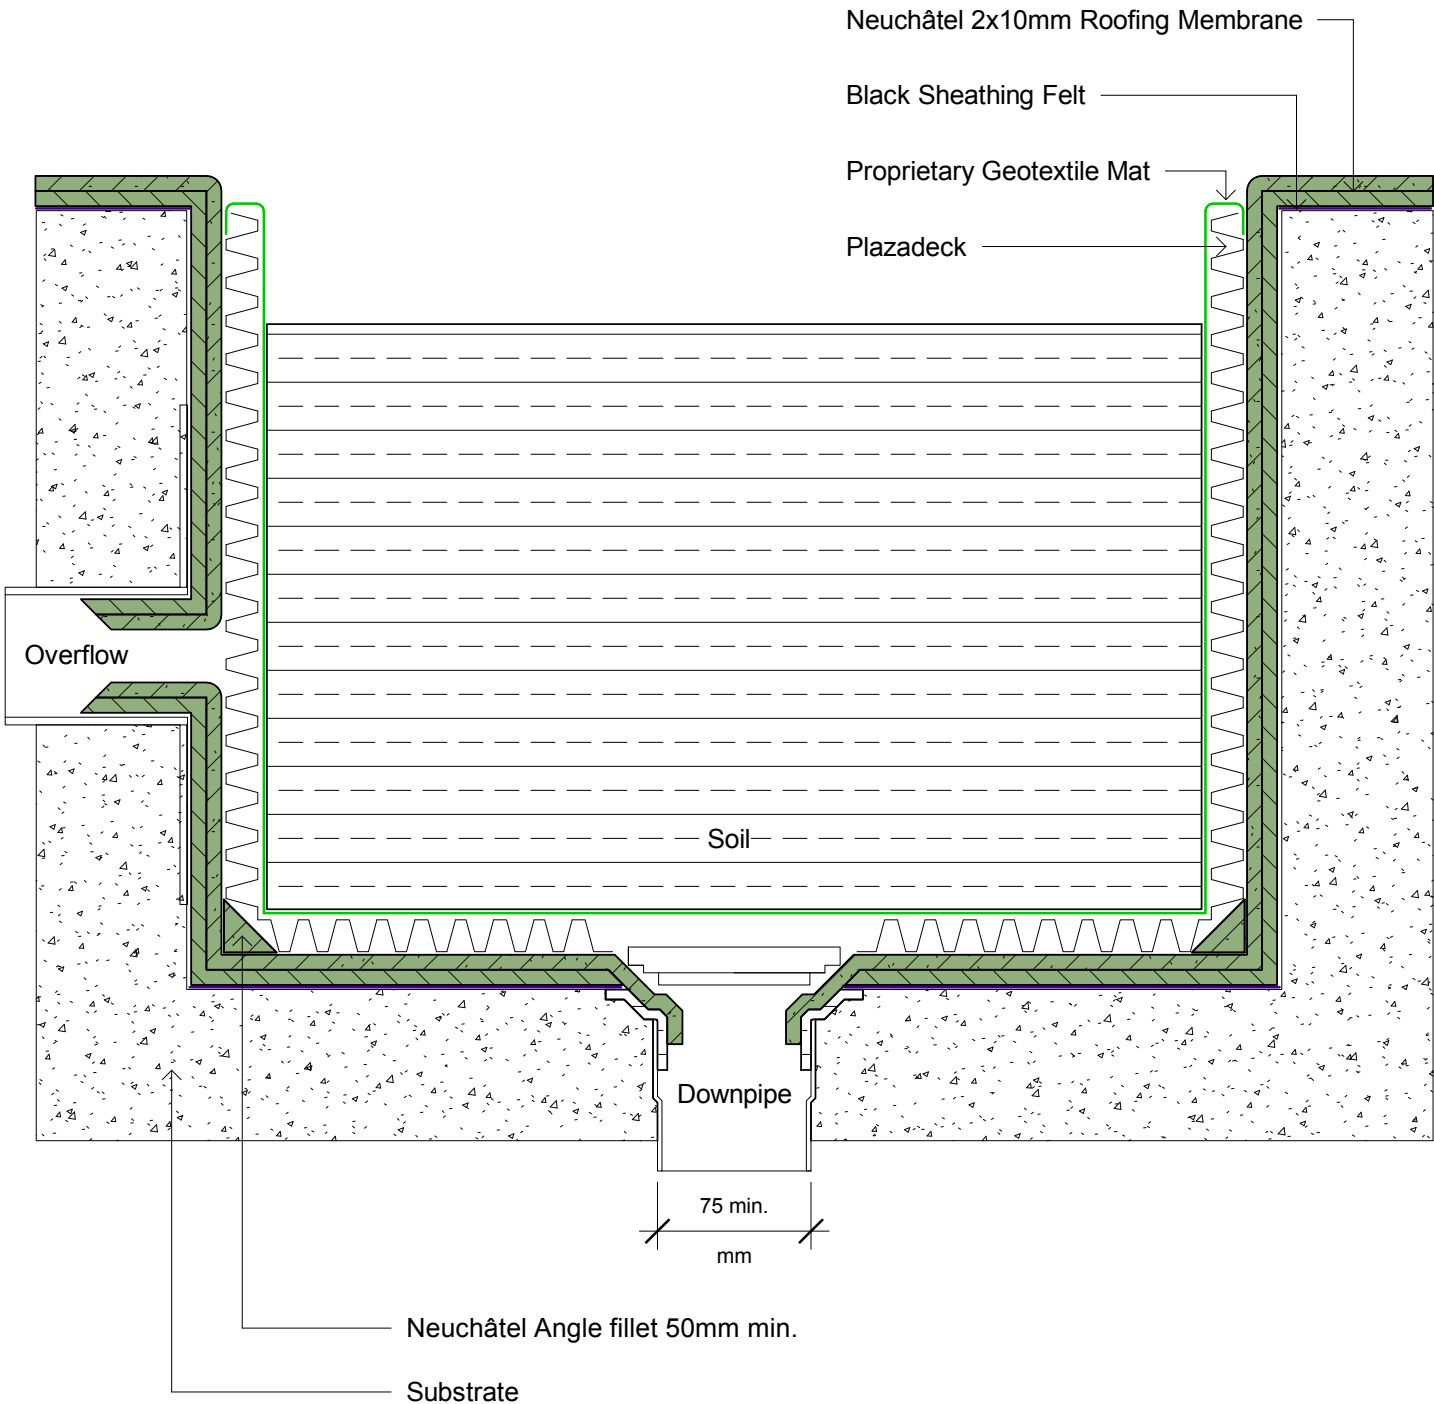 Neuchâtel 2x10mm Roofing Membrane
Black Sheathing Felt
Proprietary Geotextile Mat
Plazadeck
Overflow
Soil
Downpipe
75 min.
mm
Neuchâtel Angle fillet 50mm min.
Substrate